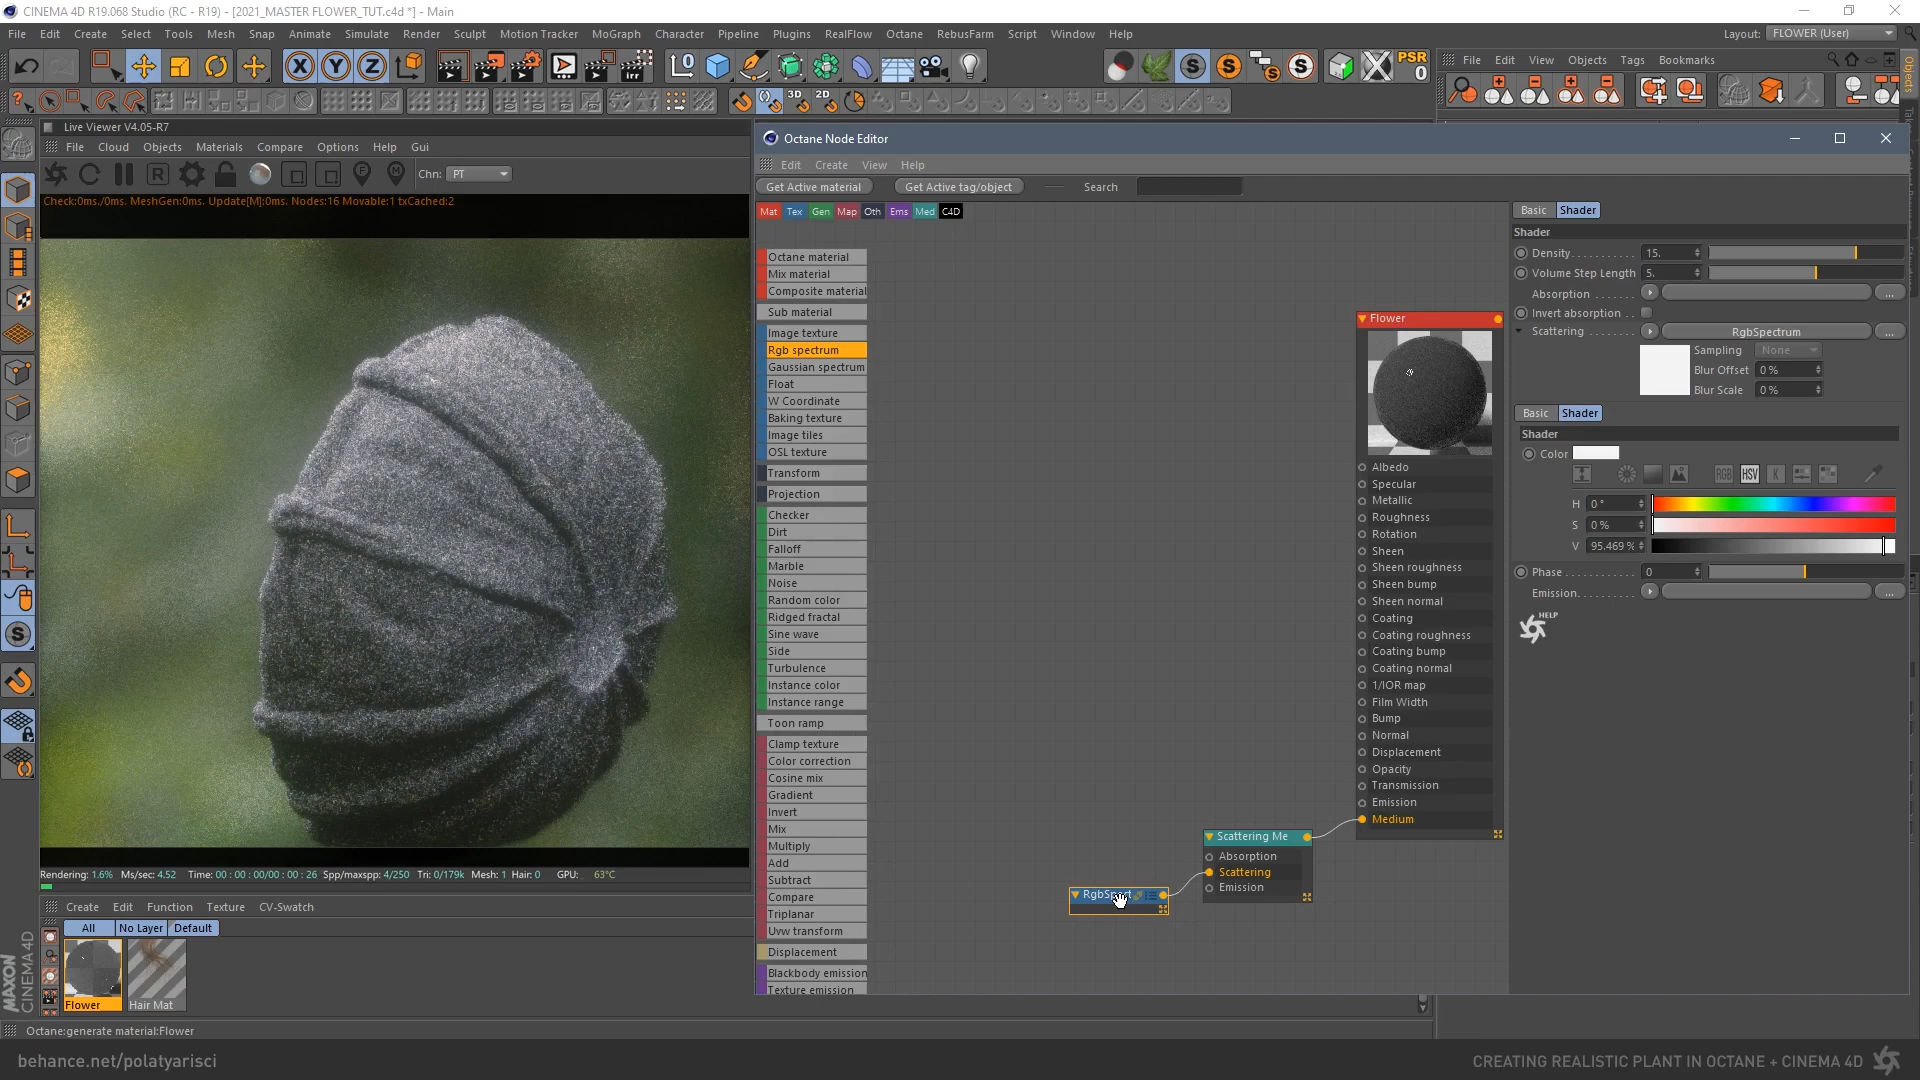 CINEMA 4D R19.068 Studio (RC - R19) - [2021_MASTER FLOWER_TUT.c4d *] - Main
File Edit Create Select Tools Mesh Snap Animate Simulate Render Sculpt Motion Tracker MoGraph Character Pipeline Plugins RealFlow Octane RebusFarm Script Window Help
Layout: FLOWER (User)
PSR
0
File Edit View Objects Tags Bookmarks
Objects
3D 2D
Live Viewer V4.05-R7
File Cloud Objects Materials Compare Options Help Gui
R Chn: PT
Check:0ms./0ms. MeshGen:0ms. Update[M]:0ms. Nodes:16 Movable:1 txCached:2
Rendering: 1.6% Ms/sec: 4.52 Time: 00 : 00 : 00/00 : 00 : 26 Spp/maxspp: 4/250 Tri: 0/179k Mesh: 1 Hair: 0 GPU: 63°C
Create Edit Function Texture CV-Swatch
All No Layer Default
Flower
Hair Mat
MAXON
CINEMA 4D
Octane:generate material:Flower
Octane Node Editor
Edit Create View Help
Get Active material Get Active tag/object Search
Mat Tex Gen Map Oth Ems Med C4D
Octane material
Mix material
Composite material
Sub material
Image texture
Rgb spectrum
Gaussian spectrum
Float
W Coordinate
Baking texture
Image tiles
OSL texture
Transform
Projection
Checker
Dirt
Falloff
Marble
Noise
Random color
Ridged fractal
Sine wave
Side
Turbulence
Instance color
Instance range
Toon ramp
Clamp texture
Color correction
Cosine mix
Gradient
Invert
Mix
Multiply
Add
Subtract
Compare
Triplanar
Uvw transform
Displacement
Blackbody emission
Texture emission
Flower
Albedo
Specular
Metallic
Roughness
Rotation
Sheen
Sheen roughness
Sheen bump
Sheen normal
Coating
Coating roughness
Coating bump
Coating normal
1/IOR map
Film Width
Bump
Normal
Displacement
Opacity
Transmission
Emission
Medium
Scattering Me
Absorption
Scattering
Emission
Basic Shader
Shader
Density. . . . . . . . . . . 15.
Volume Step Length 5.
Absorption . . . . . . . ...
Invert absorption . .
Scattering . . . . . . . . RgbSpectrum ...
Sampling None
Blur Offset 0 %
Blur Scale 0 %
Basic Shader
Shader
Color
RGB HSV K
H 0 °
S 0 %
V 95.469 %
Phase . . . . . . . . . . . . 0
Emission. . . . . . . . . ...
HELP
behance.net/polatyarisci
CREATING REALISTIC PLANT IN OCTANE + CINEMA 4D